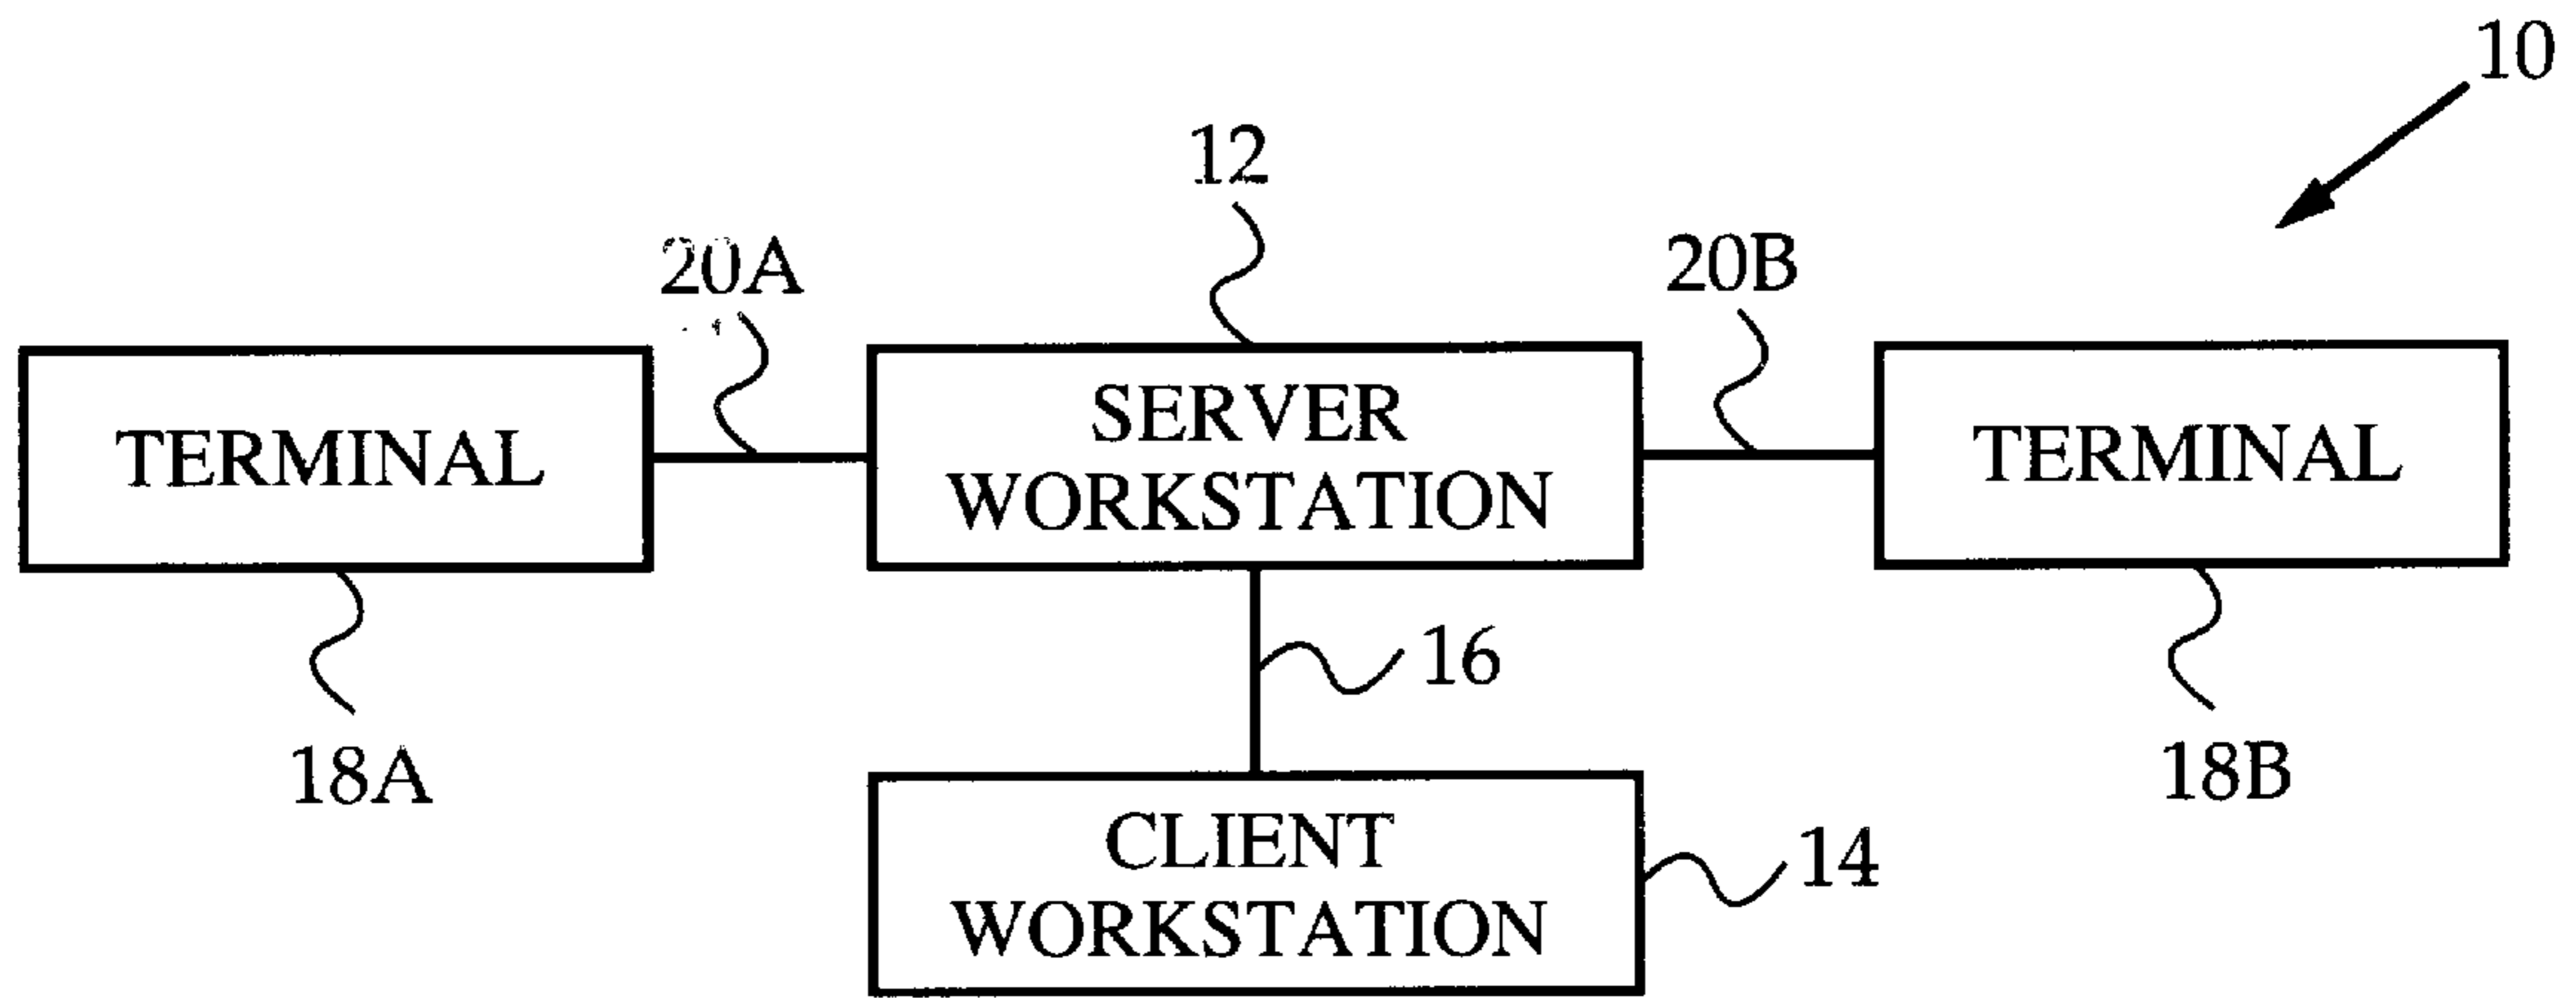 10
12
20A
20B
TERMINAL
SERVER
WORKSTATION
TERMINAL
16
18A
18B
CLIENT
WORKSTATION
14